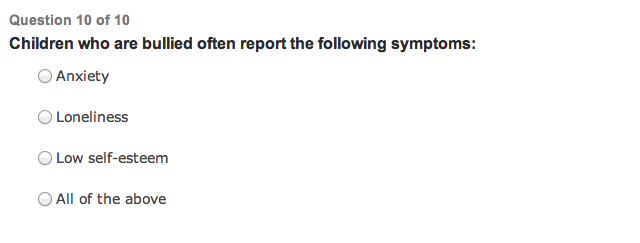 Question 10 of 10
Children who are bullied often report the following symptoms:
Anxiety
Loneliness
Low self-esteem
All of the above